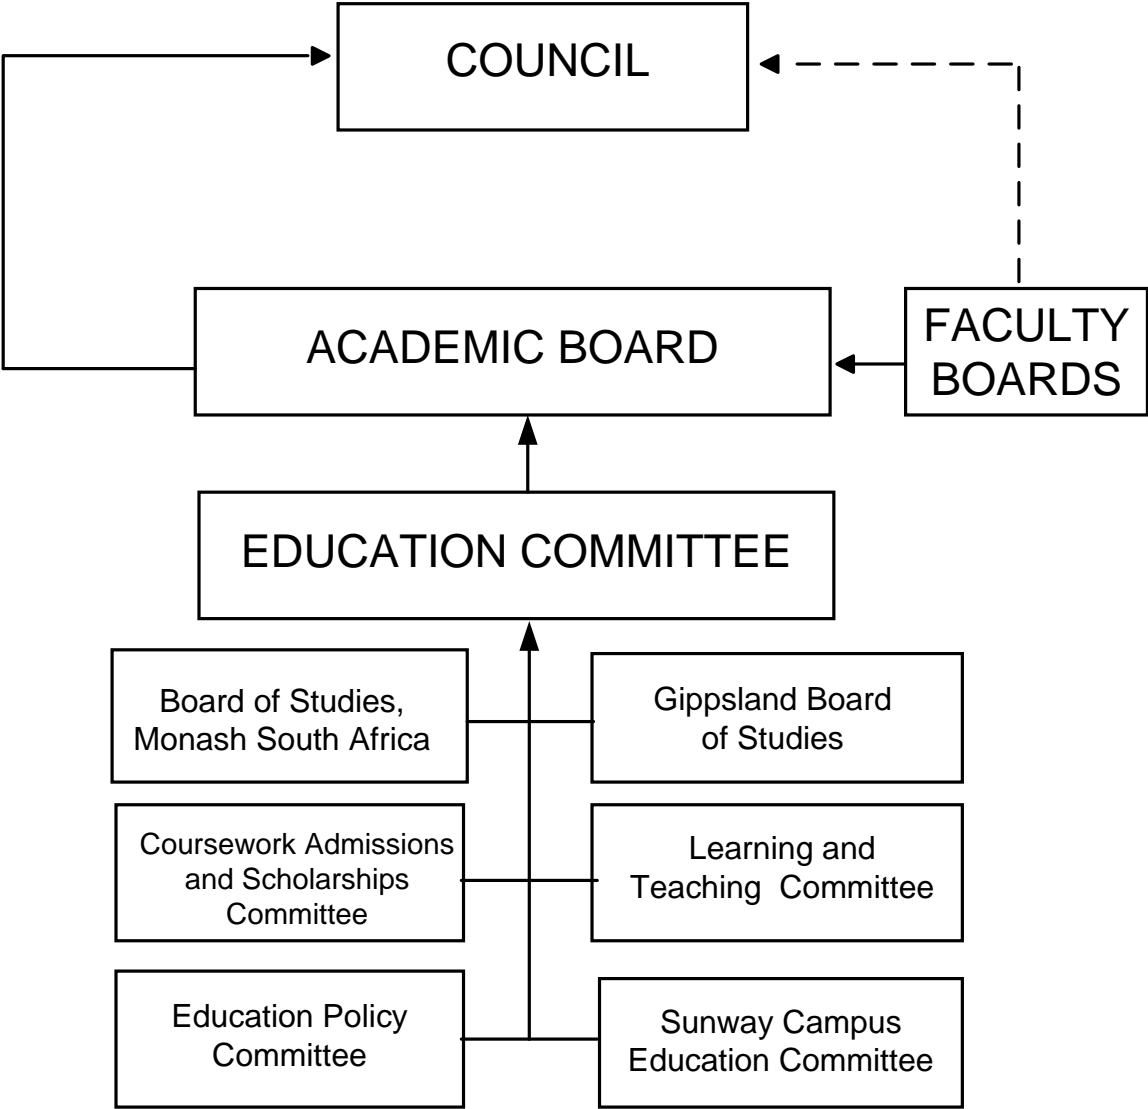 COUNCIL
ACADEMIC BOARD
FACULTY
BOARDS
EDUCATION COMMITTEE
Board of Studies,
Monash South Africa
Gippsland Board
of Studies
Coursework Admissions
and Scholarships
Committee
Learning and
Teaching Committee
Education Policy
Committee
Sunway Campus
Education Committee